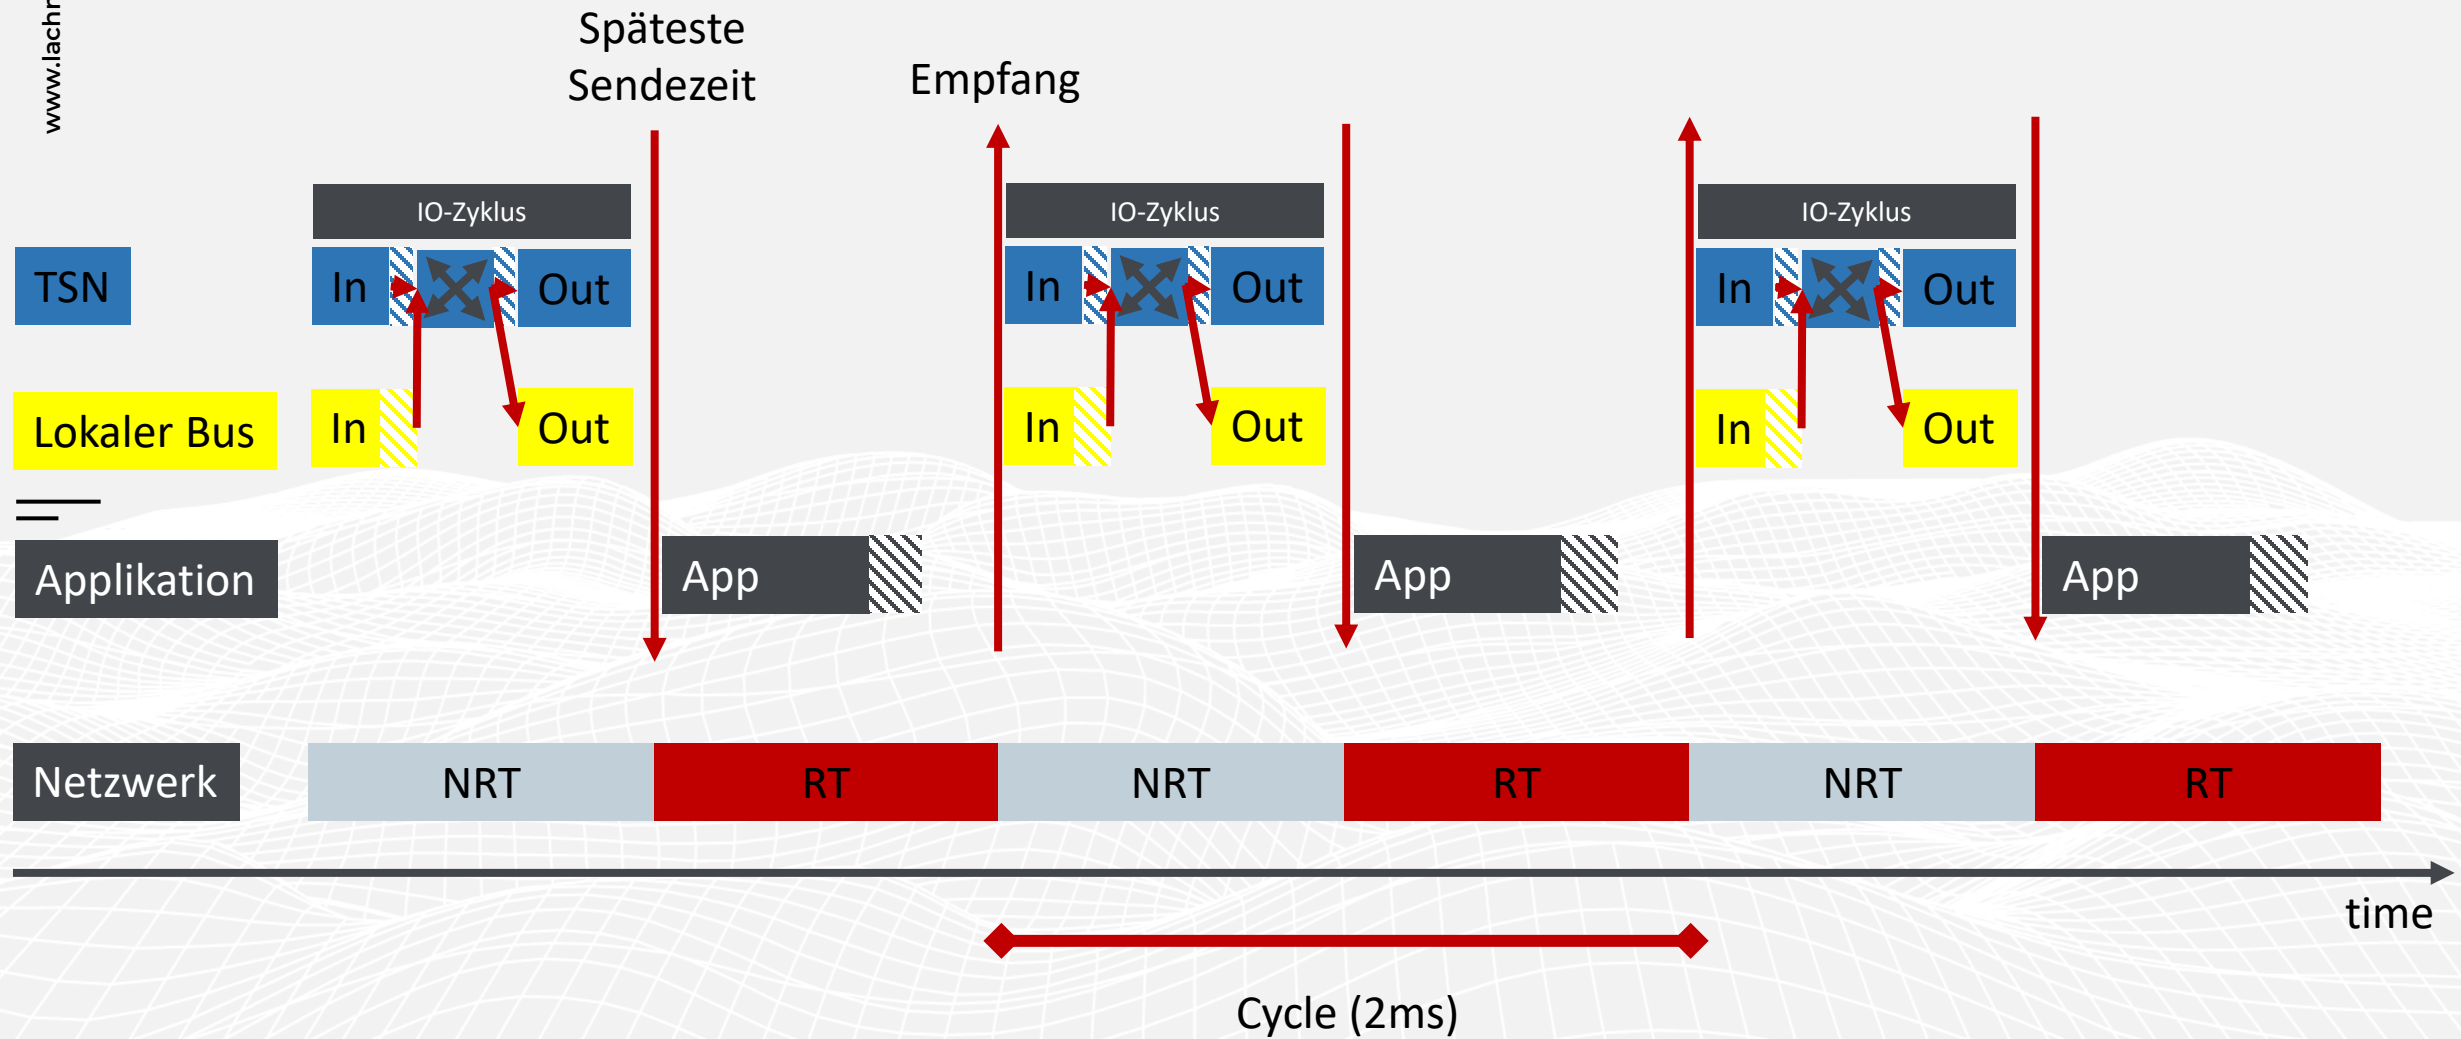 www.lachr
Späteste
Sendezeit
Empfang
IO-Zyklus IO-Zyklus IO-Zyklus
TSN In Out In Out In Out
Lokaler Bus In Out In Out In Out
Applikation App App App
Netzwerk NRT RT NRT RT NRT RT
time
Cycle (2ms)